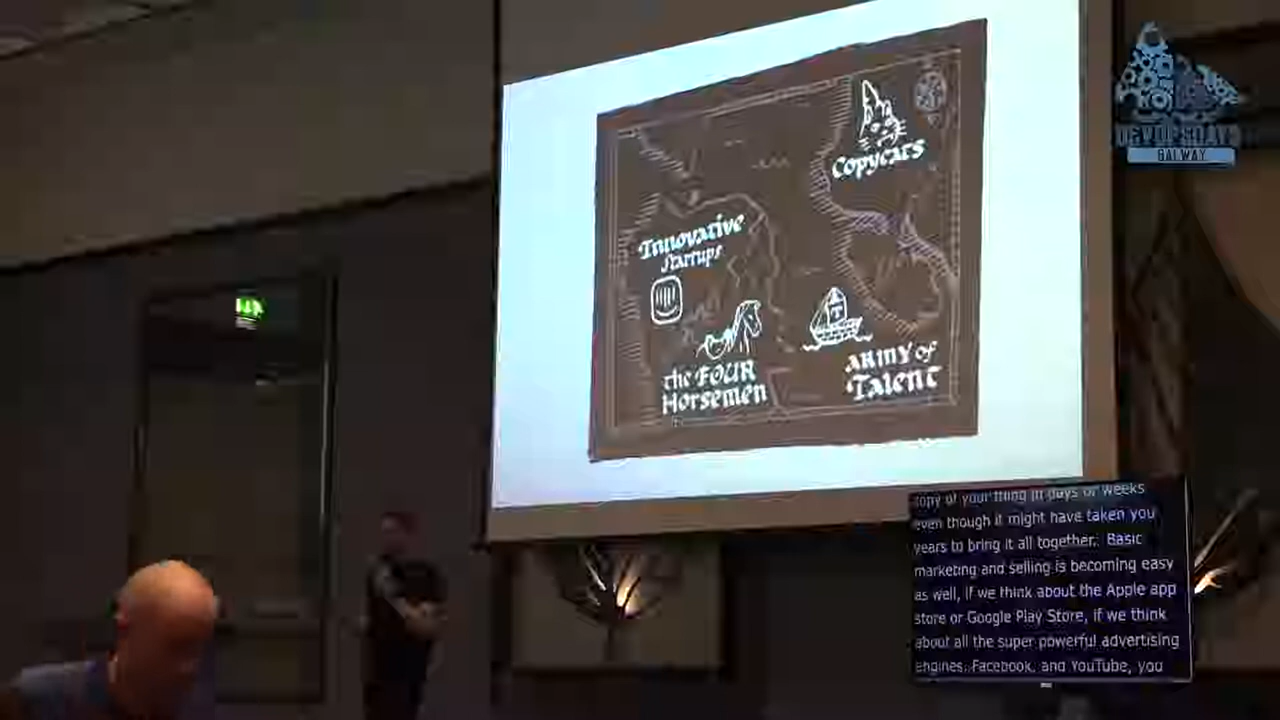 Copycats
Innovative
Startups
the FOUR
Horsemen
ARMY of
Talent
DEVOPSDAYS
GALWAY
copy of your thing in days or weeks
even though it might have taken you
years to bring it all together. Basic
marketing and selling is becoming easy
as well, if we think about the Apple app
store or Google Play Store, if we think
about all the super powerful advertising
engines. Facebook, and YouTube, you